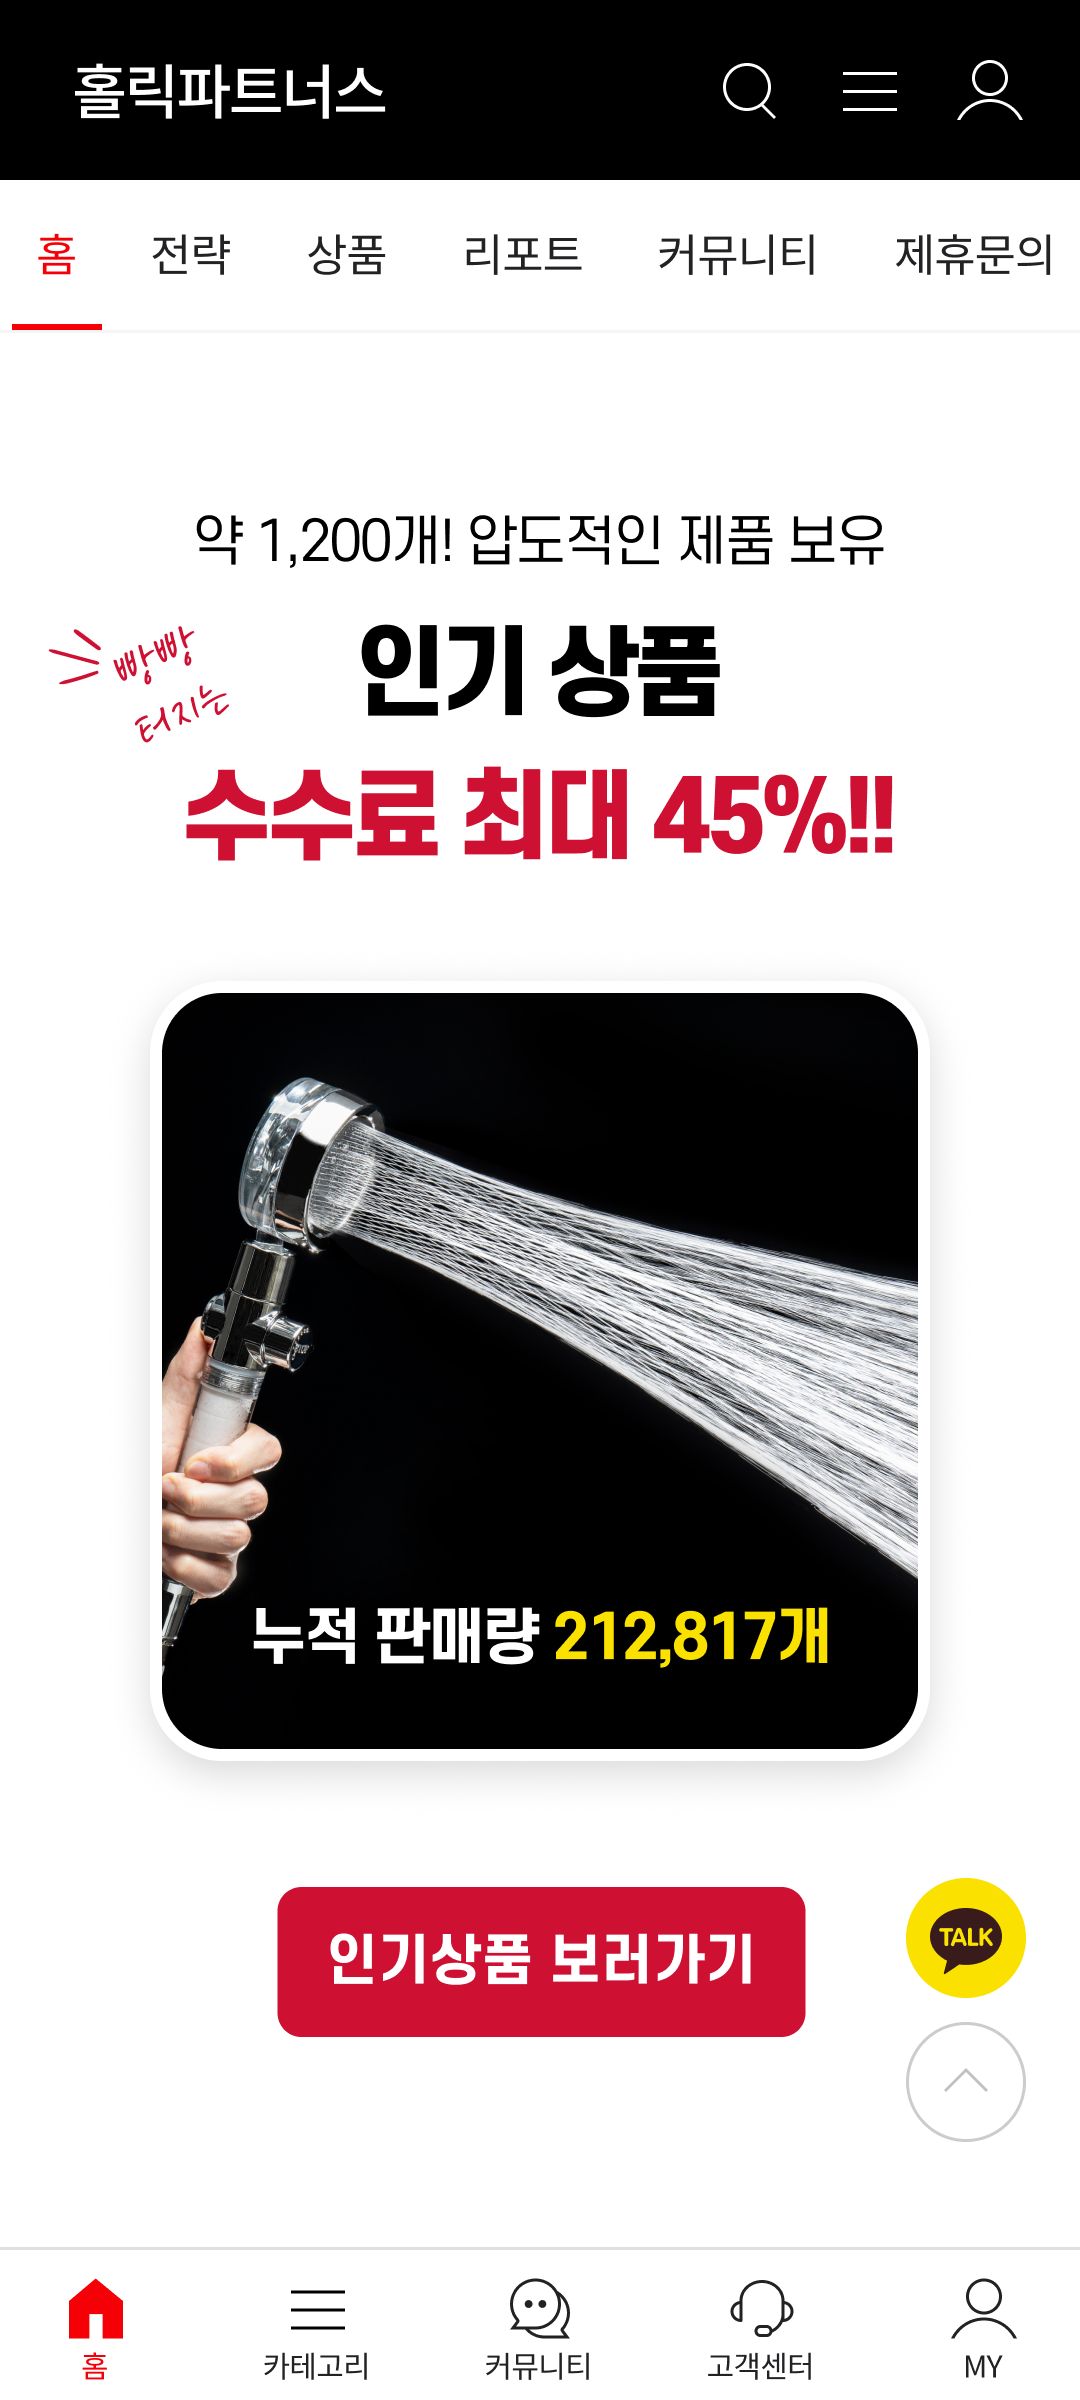 홀릭파트너스
홈 전략 상품 리포트 커뮤니티 제휴문의
약 1,200개! 압도적인 제품 보유
빵빵
터지는
인기 상품
수수료 최대 45%!!
누적 판매량 212,817개
인기상품 보러가기
TALK
홈 카테고리 커뮤니티 고객센터 MY